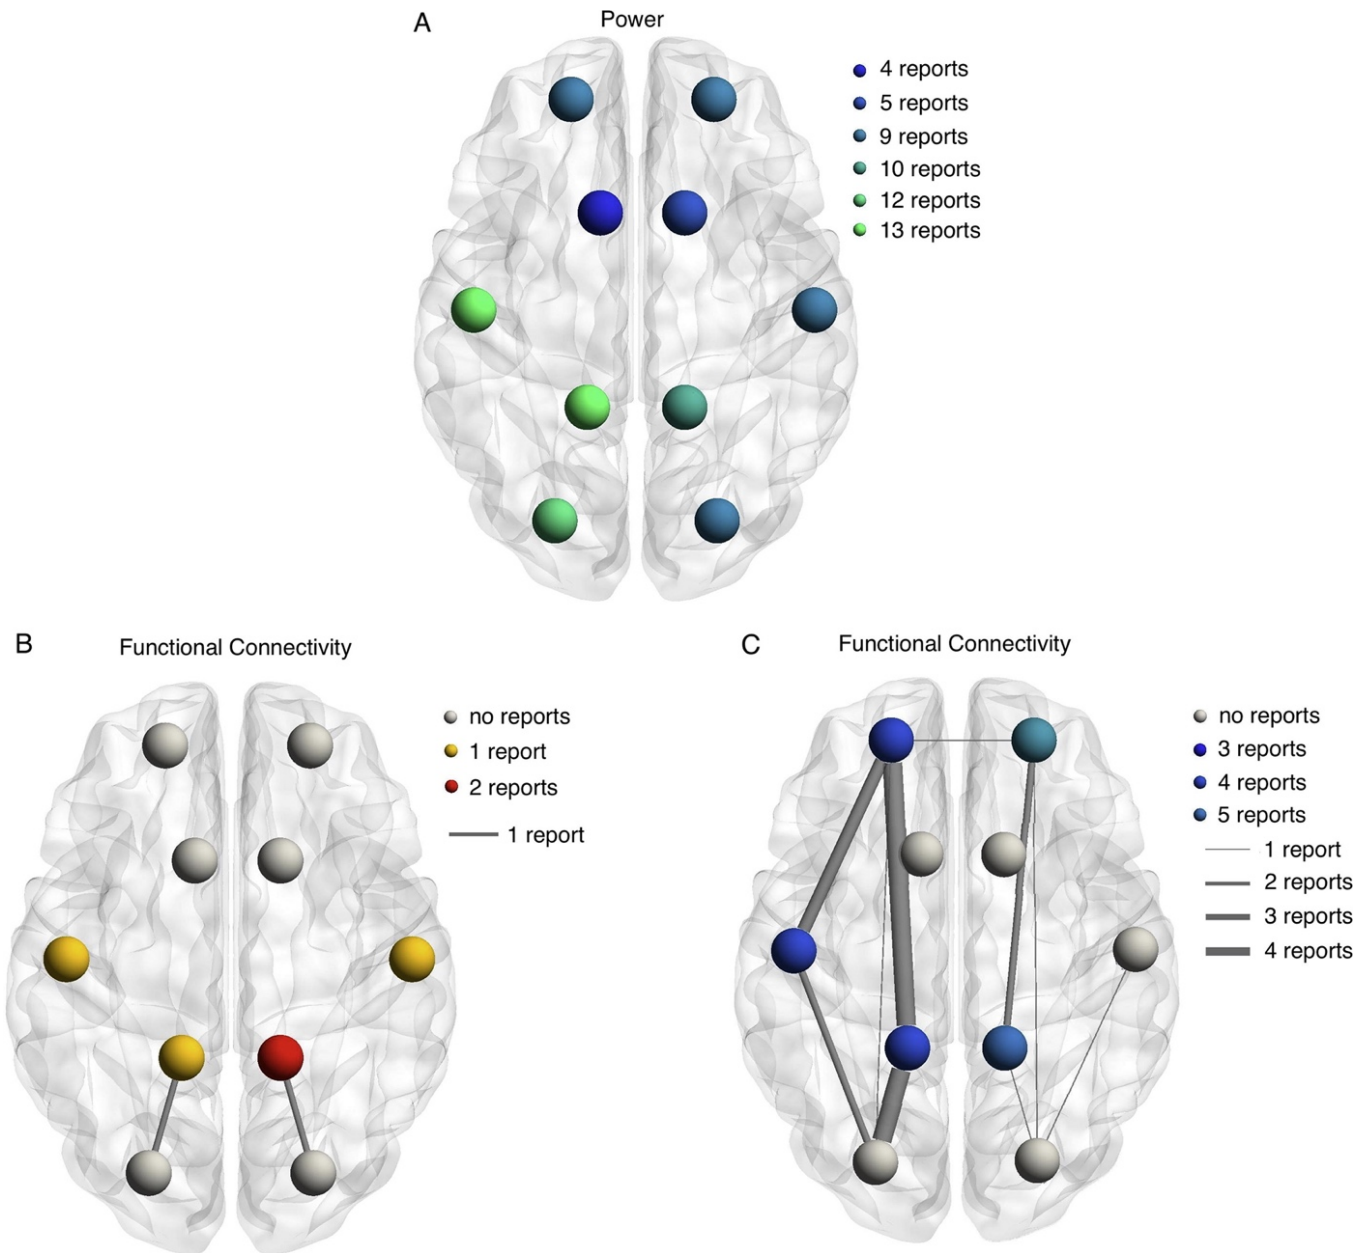 A
Power
4 reports
5 reports
9 reports
10 reports
12 reports
13 reports
B
Functional Connectivity
no reports
1 report
2 reports
1 report
C
Functional Connectivity
no reports
3 reports
4 reports
5 reports
1 report
2 reports
3 reports
4 reports